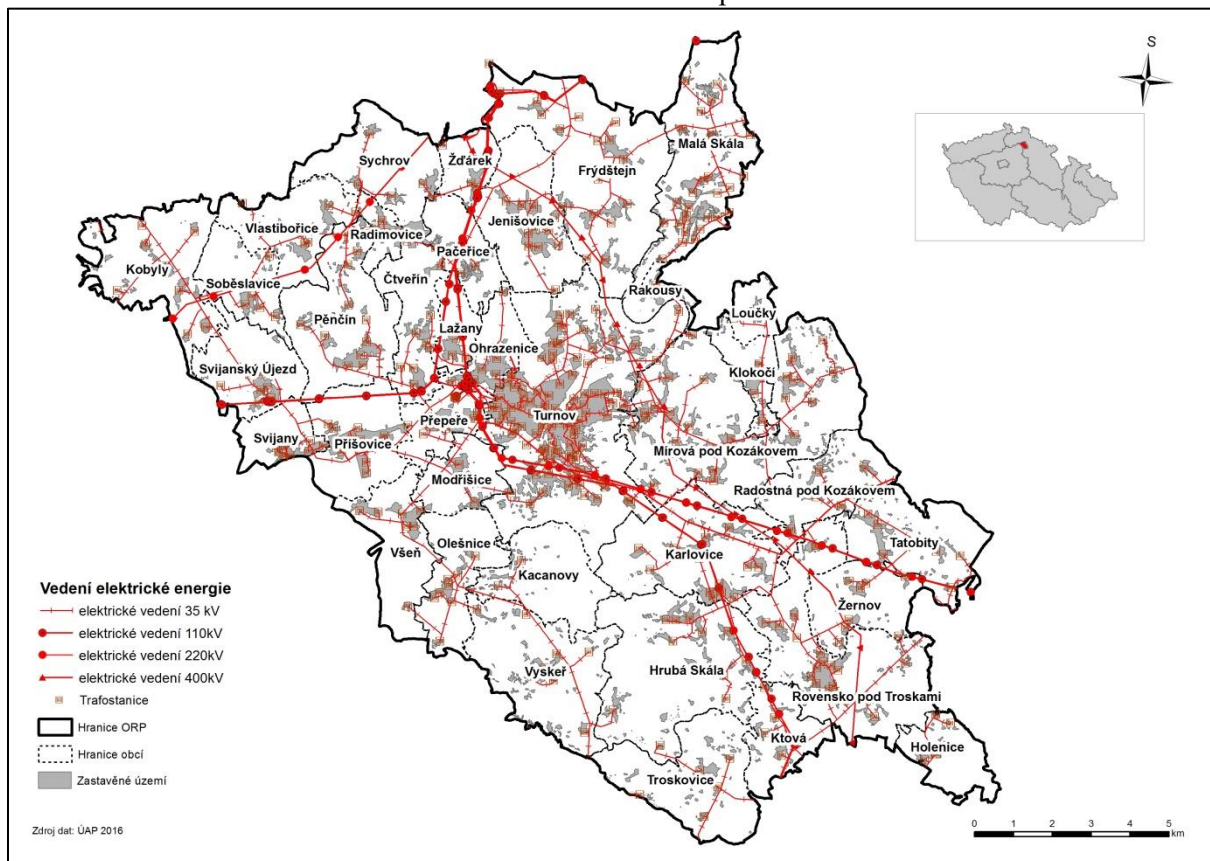 S
Malá Skála
Sychrov
Žďárek
Frýdštejn
Vlastibořice
Radimovice
Jenišovice
Pačeřice
Kobyly
Soběslavice
Čtveřín
Rakousy
Loučky
Pěnčín
Lažany
Ohrazenice
Svijanský Újezd
Klokočí
Turnov
Přepeře
Svijany
Příšovice
Mírová pod Kozákovem
Modřišice
Radostná pod Kozákovem
Všeň
Olešnice
Karlovice
Tatobity
Kacanovy
Žernov
Vyskeř
Hrubá Skála
Rovensko pod Troskami
Ktová
Holenice
Troskovice
Vedení elektrické energie
elektrické vedení 35 kV
elektrické vedení 110kV
elektrické vedení 220kV
elektrické vedení 400kV
Trafostanice
Hranice ORP
Hranice obcí
Zastavěné území
Zdroj dat: ÚAP 2016
0 1 2 3 4 5
km